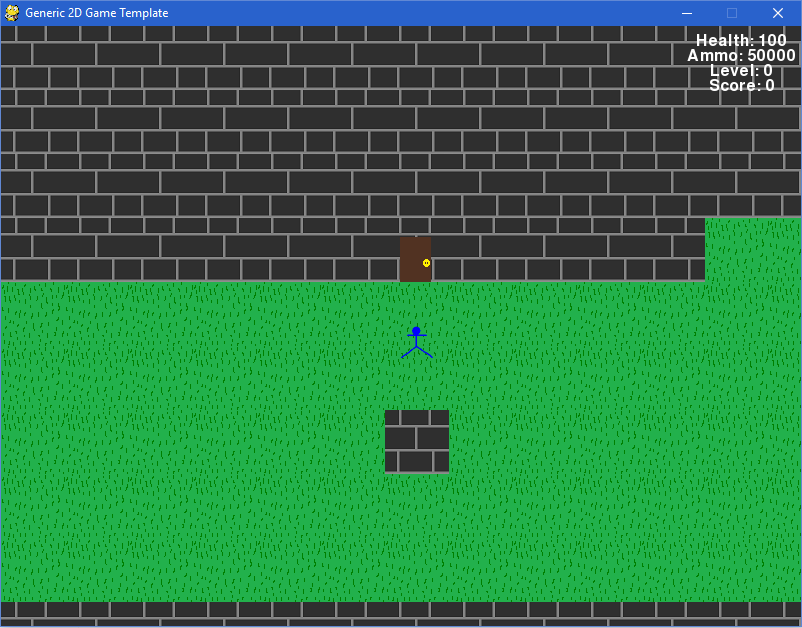 Generic 2D Game Template
Health: 100
Ammo: 50000
Level: 0
Score: 0